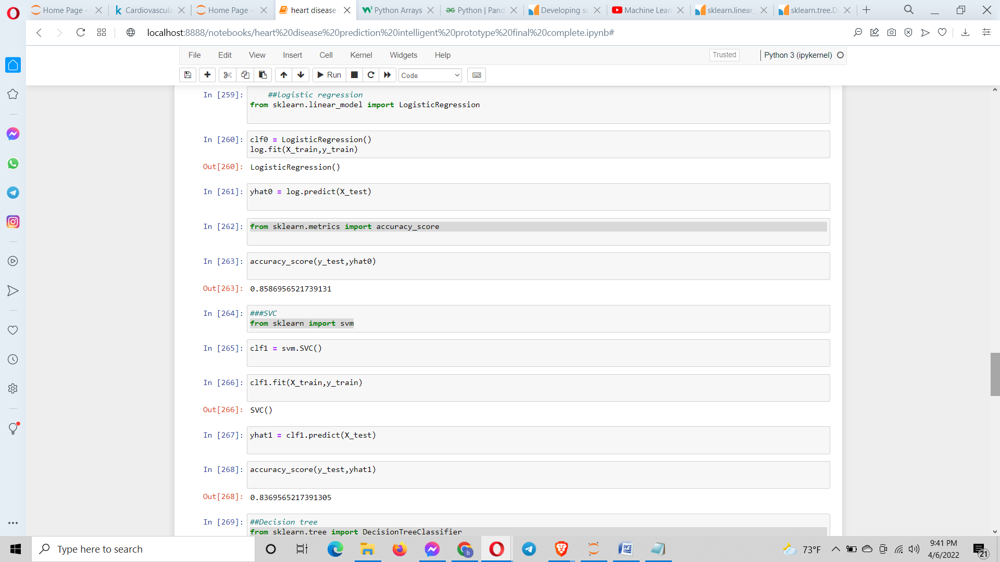 Home Page -
Cardiovascula
Home Page -
heart disease
Python Arrays
Python | Pand
Developing sc
Machine Lear
sklearn.linear_
sklearn.tree.D
localhost:8888/notebooks/heart%20disease%20prediction%20intelligent%20prototype%20final%20complete.ipynb#
File Edit View Insert Cell Kernel Widgets Help
Trusted
Python 3 (ipykernel)
Run
Code
In [259]: ##logistic regression
from sklearn.linear_model import LogisticRegression
In [260]: clf0 = LogisticRegression()
log.fit(X_train,y_train)
Out[260]: LogisticRegression()
In [261]: yhat0 = log.predict(X_test)
In [262]: from sklearn.metrics import accuracy_score
In [263]: accuracy_score(y_test,yhat0)
Out[263]: 0.8586956521739131
In [264]: ###SVC
from sklearn import svm
In [265]: clf1 = svm.SVC()
In [266]: clf1.fit(X_train,y_train)
Out[266]: SVC()
In [267]: yhat1 = clf1.predict(X_test)
In [268]: accuracy_score(y_test,yhat1)
Out[268]: 0.8369565217391305
In [269]: ##Decision tree
from sklearn.tree import DecisionTreeClassifier
Type here to search
73°F
9:41 PM
4/6/2022
21